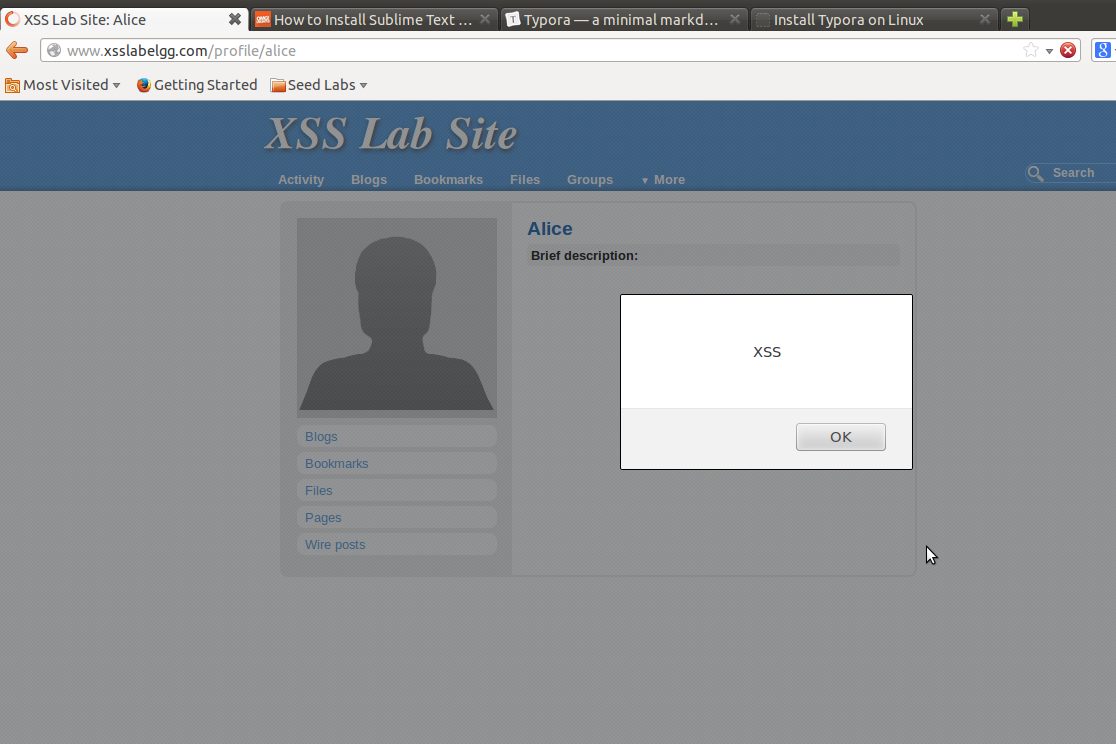 XSS Lab Site: Alice
How to Install Sublime Text ...
Typora — a minimal markd...
Install Typora on Linux
www.xsslabelgg.com/profile/alice
Most Visited
Getting Started
Seed Labs
XSS Lab Site
Activity Blogs Bookmarks Files Groups ▼ More
Search
Alice
Brief description:
XSS
OK
Blogs
Bookmarks
Files
Pages
Wire posts